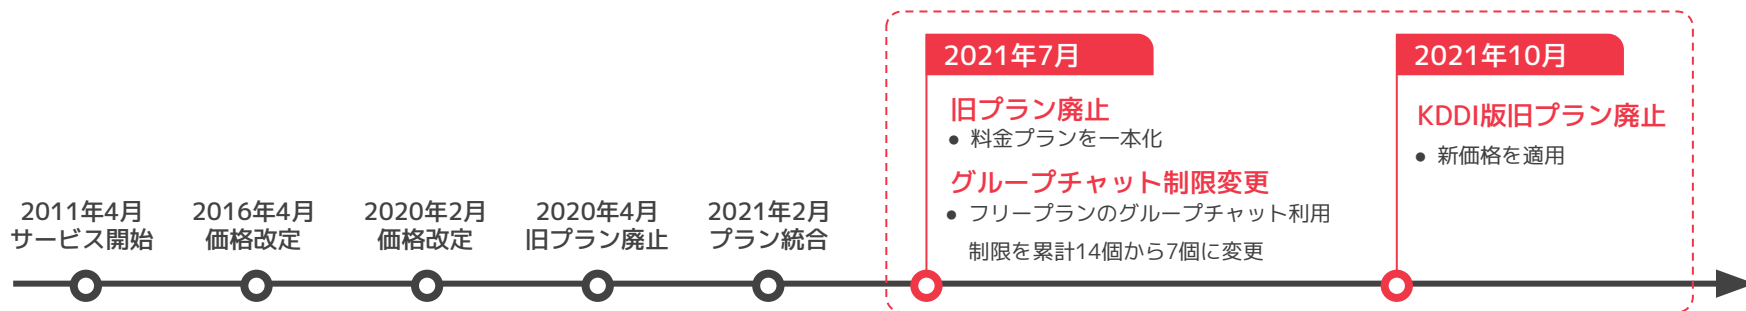 2011年4月
サービス開始
2016年4月
価格改定
2020年2月
価格改定
2020年4月
旧プラン廃止
2021年2月
プラン統合
2021年7月
旧プラン廃止
● 料金プランを一本化
グループチャット制限変更
● フリープランのグループチャット利用
制限を累計14個から7個に変更
2021年10月
KDDI版旧プラン廃止
● 新価格を適用